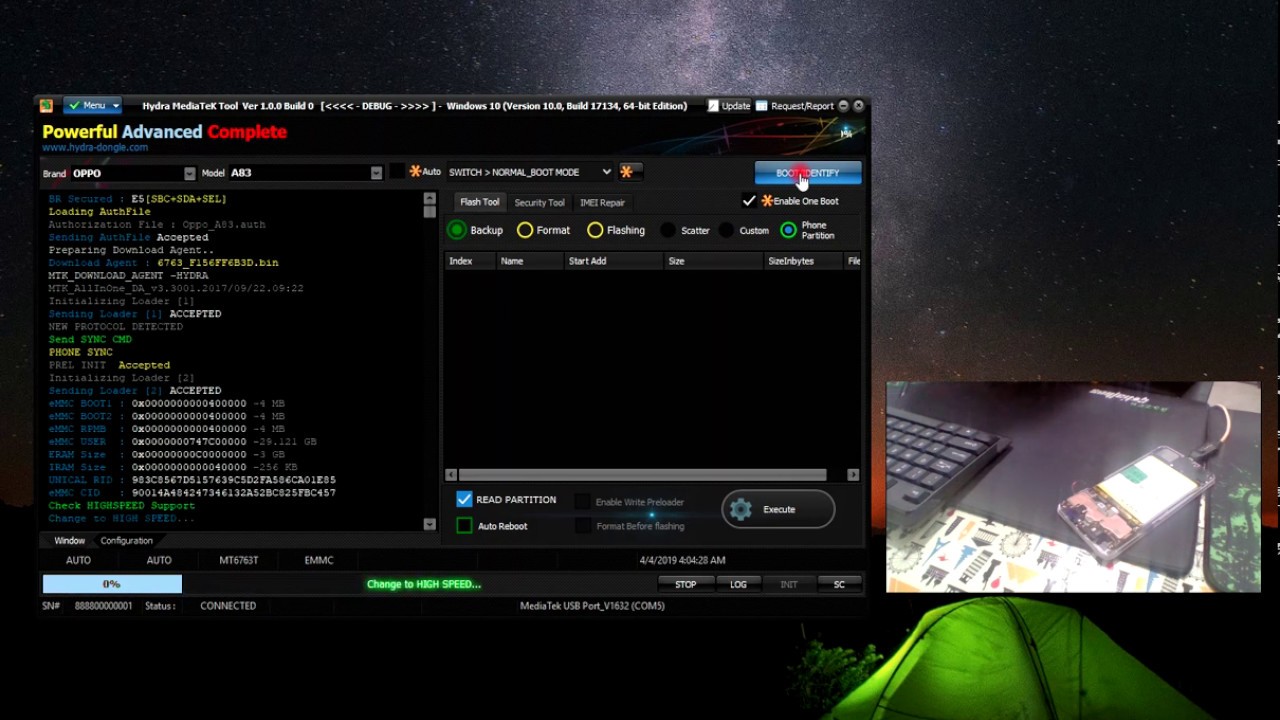 Menu
Hydra MediaTeK Tool Ver 1.0.0 Build 0 [<<<< - DEBUG - >>>> ] - Windows 10 (Version 10.0, Build 17134, 64-bit Edition)
Update
Request/Report
Powerful Advanced Complete
www.hydra-dongle.com
Brand OPPO Model A83 Auto SWITCH > NORMAL_BOOT MODE BOOT IDENTIFY
BR Secured : E5[SBC+SDA+SEL]
Loading AuthFile
Authorization File : Oppo_A83.auth
Sending AuthFile Accepted
Preparing Download Agent..
Download Agent : 6763_F156FF6B3D.bin
MTK_DOWNLOAD_AGENT -HYDRA
MTK_AllInOne_DA_v3.3001.2017/09/22.09:22
Initializing Loader [1]
Sending Loader [1] ACCEPTED
NEW PROTOCOL DETECTED
Send SYNC CMD
PHONE SYNC
PREL INIT Accepted
Initializing Loader [2]
Sending Loader [2] ACCEPTED
eMMC BOOT1 : 0x0000000000400000 -4 MB
eMMC BOOT2 : 0x0000000000400000 -4 MB
eMMC RPMB : 0x0000000000400000 -4 MB
eMMC USER : 0x0000000747C00000 -29.121 GB
ERAM Size : 0x00000000C0000000 -3 GB
IRAM Size : 0x0000000000040000 -256 KB
UNICAL RID : 983C8567D5157639C5D2FA586CA01E85
eMMC CID : 90014A484247346132A52BC825FBC457
Check HIGHSPEED Support
Change to HIGH SPEED...
Window Configuration
Flash Tool Security Tool IMEI Repair
Enable One Boot
Backup Format Flashing Scatter Custom Phone
Partition
Index Name Start Add Size SizeInbytes File
READ PARTITION Enable Write Preloader
Auto Reboot Format Before flashing
Execute
AUTO AUTO MT6763T EMMC 4/4/2019 4:04:28 AM
0% Change to HIGH SPEED... STOP LOG INIT SC
SN# 888800000001 Status : CONNECTED MediaTek USB Port_V1632 (COM5)